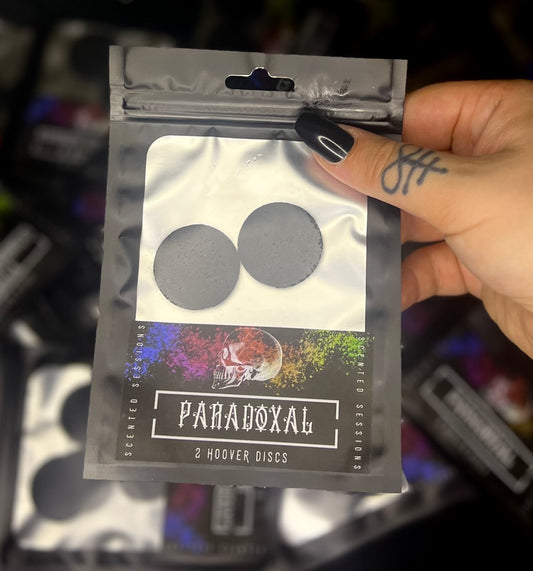 SCENTED SESSIONS
PARADOXAL
2 HOOVER DISCS
SCENTED SESSIONS